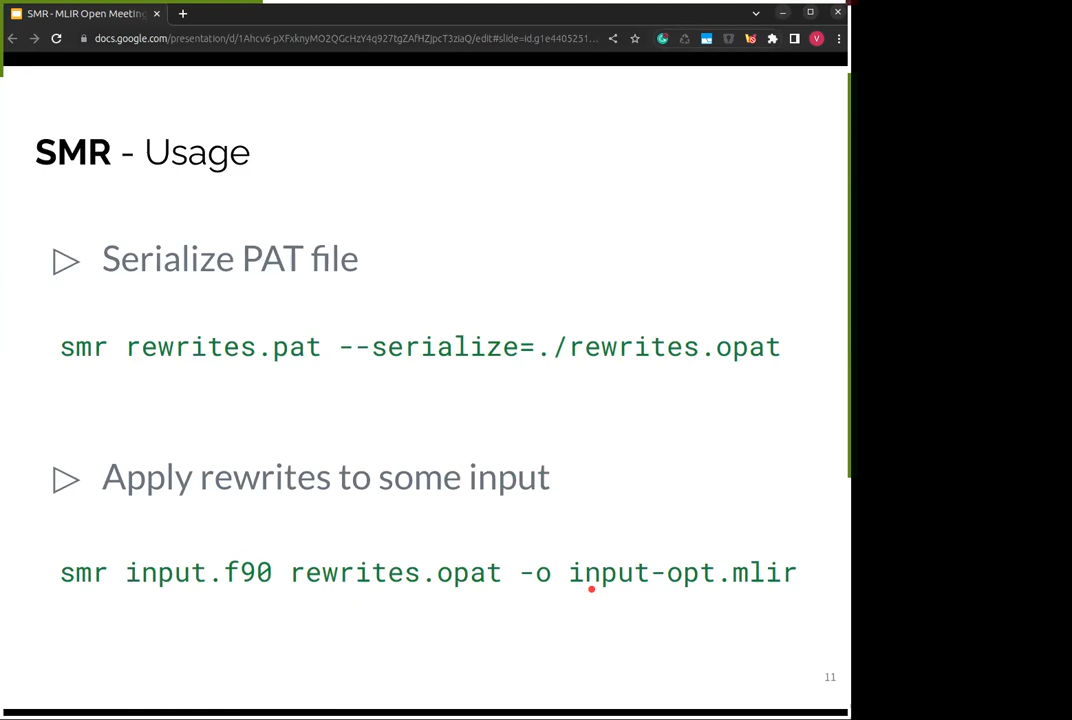 SMR - MLIR Open Meeting
docs.google.com/presentation/d/1Ahcv6-pXFxknyMO2QGcHzY4q927tgZAfHZjpcT3ziaQ/edit#slide=id.g1e4405251...
V
SMR - Usage
Serialize PAT file
smr rewrites.pat --serialize=./rewrites.opat
Apply rewrites to some input
smr input.f90 rewrites.opat -o input-opt.mlir
11